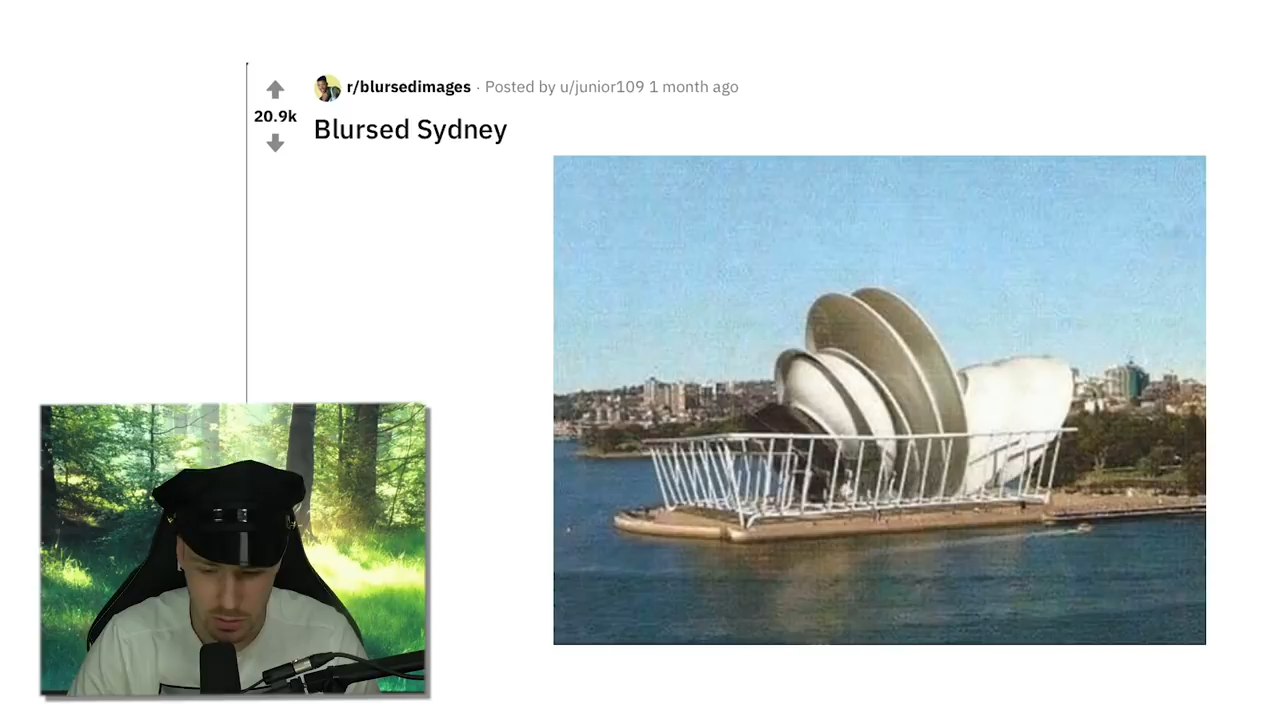 r/blursedimages · Posted by u/junior109 1 month ago
20.9k
Blursed Sydney